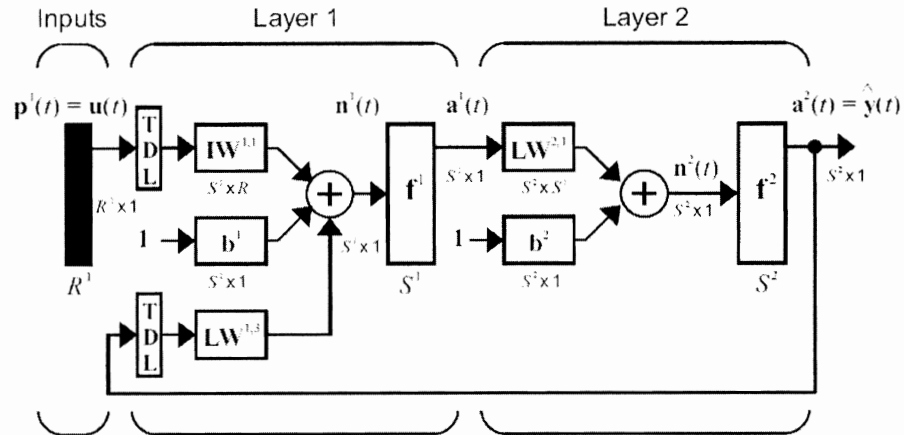 Inputs Layer 1 Layer 2
p¹(t) = u(t) n¹(t) a¹(t) a²(t) = ŷ(t)
T
D
L
IW¹,¹
LW²,¹
n²(t)
f¹
f²
R¹ x 1
S¹ x R
S¹ x 1
S² x S¹
S² x 1
S² x 1
1 b¹
S¹ x 1
S¹ x 1
1 b²
S² x 1
R¹
S¹
S²
T
D
L
LW¹,³